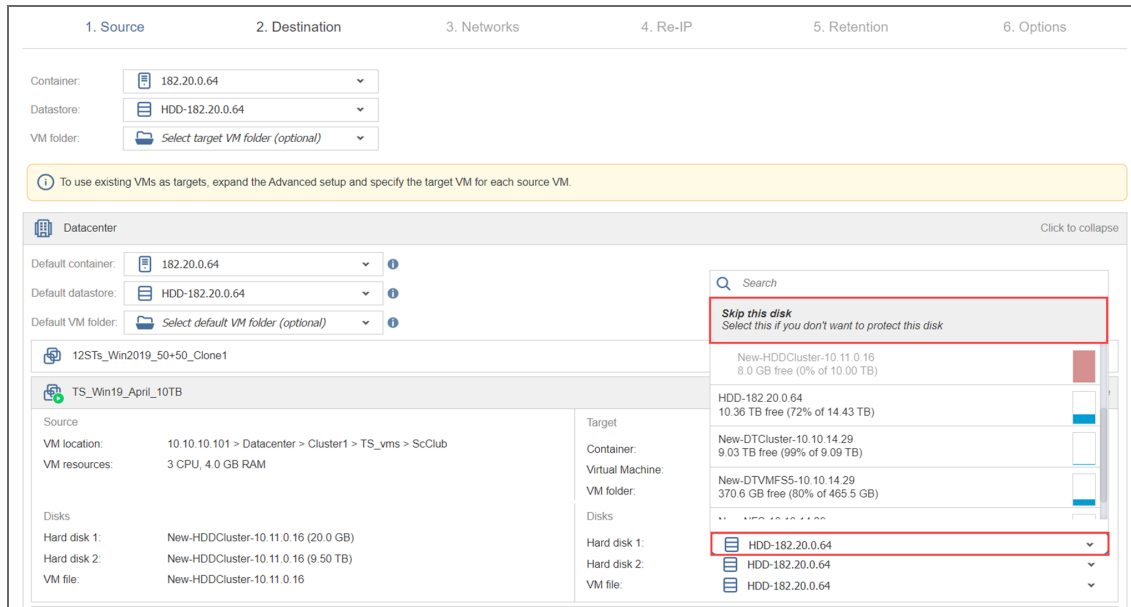 1. Source
2. Destination
3. Networks
4. Re-IP
5. Retention
6. Options
Container:
182.20.0.64
Datastore:
HDD-182.20.0.64
VM folder:
Select target VM folder (optional)
To use existing VMs as targets, expand the Advanced setup and specify the target VM for each source VM.
Datacenter
Click to collapse
Default container:
182.20.0.64
Default datastore:
HDD-182.20.0.64
Default VM folder:
Select default VM folder (optional)
Search
Skip this disk
Select this if you don't want to protect this disk
New-HDDCluster-10.11.0.16
8.0 GB free (0% of 10.00 TB)
HDD-182.20.0.64
10.36 TB free (72% of 14.43 TB)
New-DTCluster-10.10.14.29
9.03 TB free (99% of 9.09 TB)
New-DTVMFS5-10.10.14.29
370.6 GB free (80% of 465.5 GB)
12STs_Win2019_50+50_Clone1
TS_Win19_April_10TB
Source
VM location:
10.10.10.101 > Datacenter > Cluster1 > TS_vms > ScClub
VM resources:
3 CPU, 4.0 GB RAM
Disks
Hard disk 1:
New-HDDCluster-10.11.0.16 (20.0 GB)
Hard disk 2:
New-HDDCluster-10.11.0.16 (9.50 TB)
VM file:
New-HDDCluster-10.11.0.16
Target
Container:
Virtual Machine:
VM folder:
Disks
Hard disk 1:
HDD-182.20.0.64
Hard disk 2:
HDD-182.20.0.64
VM file:
HDD-182.20.0.64